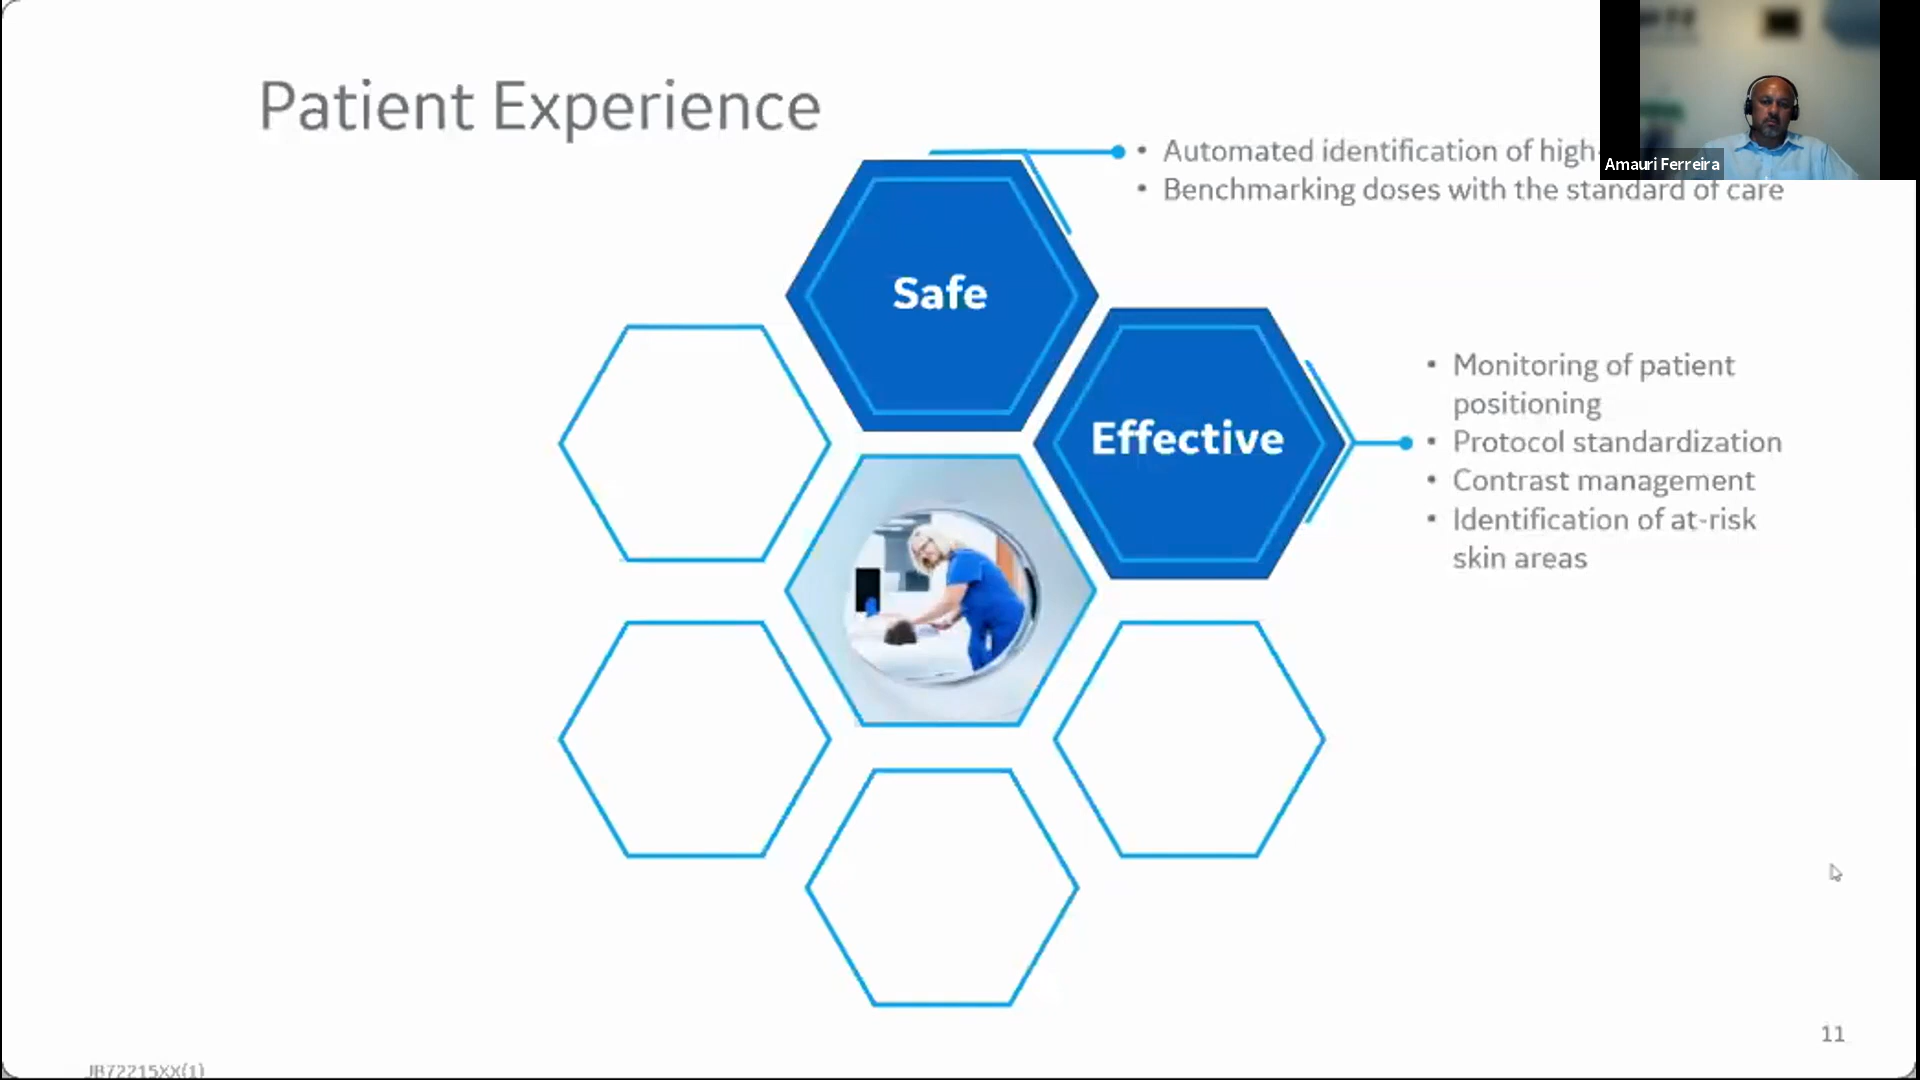 Patient Experience
• Automated identification of high-
Amauri Ferreira
• Benchmarking doses with the standard of care
Safe
Effective
• Monitoring of patient
positioning
• Protocol standardization
• Contrast management
• Identification of at-risk
skin areas
11
JB72215XX(1)